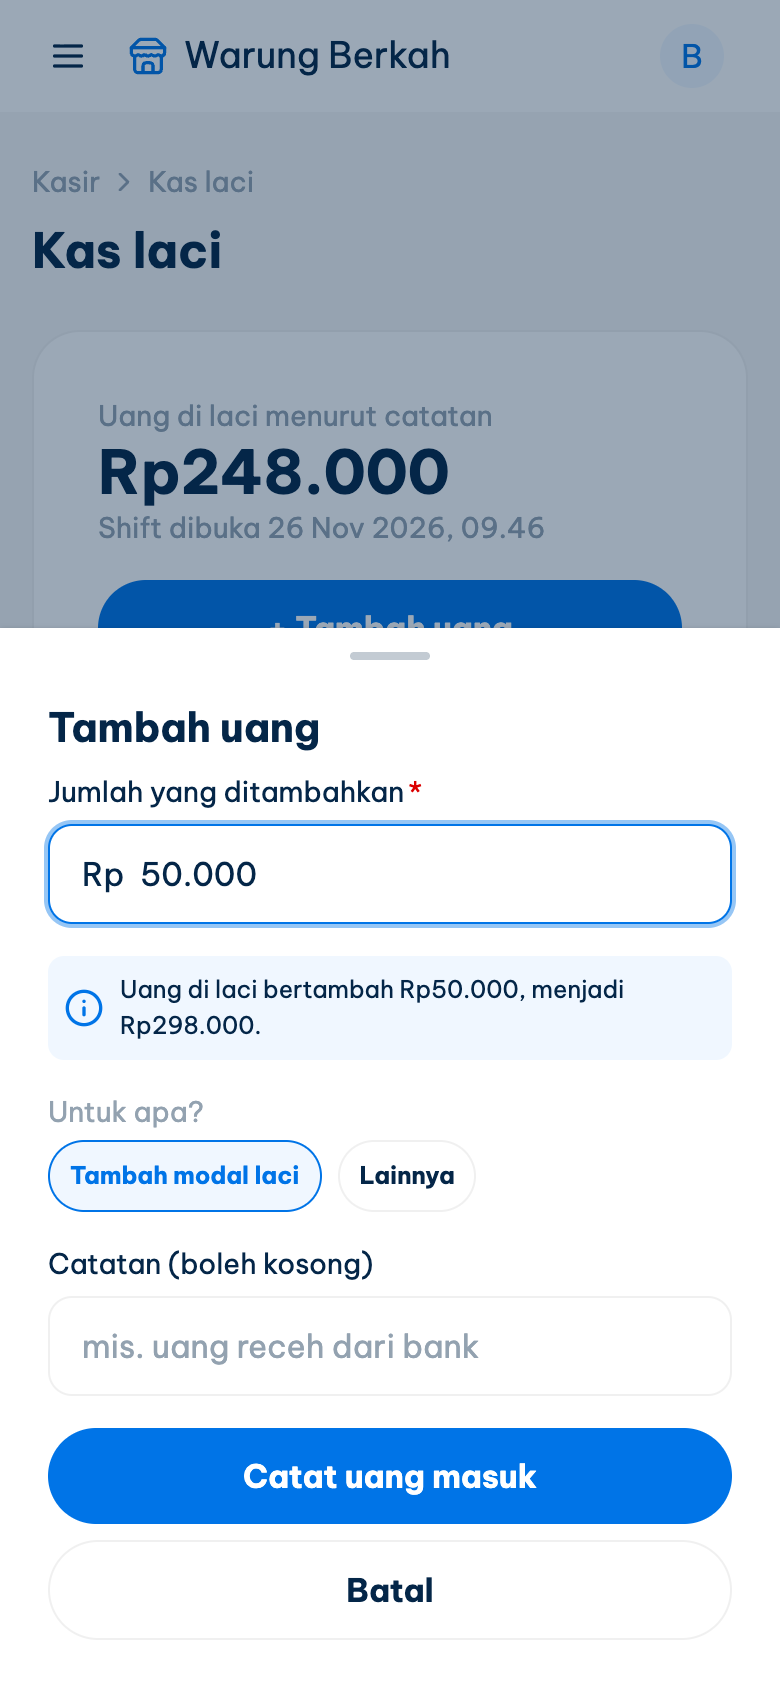 Warung Berkah
B
Kasir > Kas laci
Kas laci
Uang di laci menurut catatan
Rp248.000
Shift dibuka 26 Nov 2026, 09.46
+ Tambah uang
Tambah uang
Jumlah yang ditambahkan*
Rp 50.000
Uang di laci bertambah Rp50.000, menjadi
Rp298.000.
Untuk apa?
Tambah modal laci
Lainnya
Catatan (boleh kosong)
mis. uang receh dari bank
Catat uang masuk
Batal